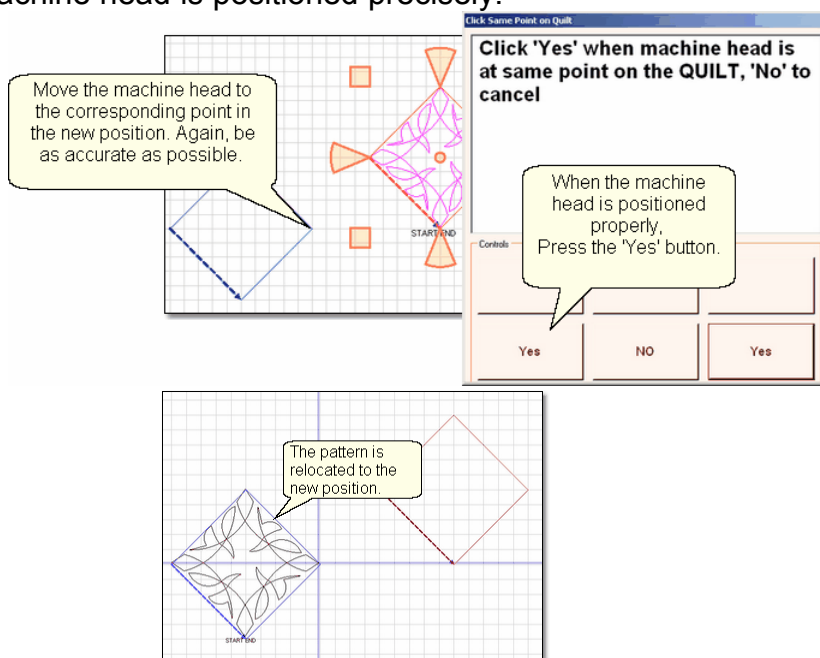 machine head is positioned precisely.
Click Same Point on Quilt
Click 'Yes' when machine head is
at same point on the QUILT, 'No' to
cancel
Move the machine head to
the corresponding point in
the new position. Again, be
as accurate as possible.
START END
When the machine
head is positioned
properly,
Press the 'Yes' button.
Controls
Yes
NO
Yes
The pattern is
relocated to the
new position.
START END